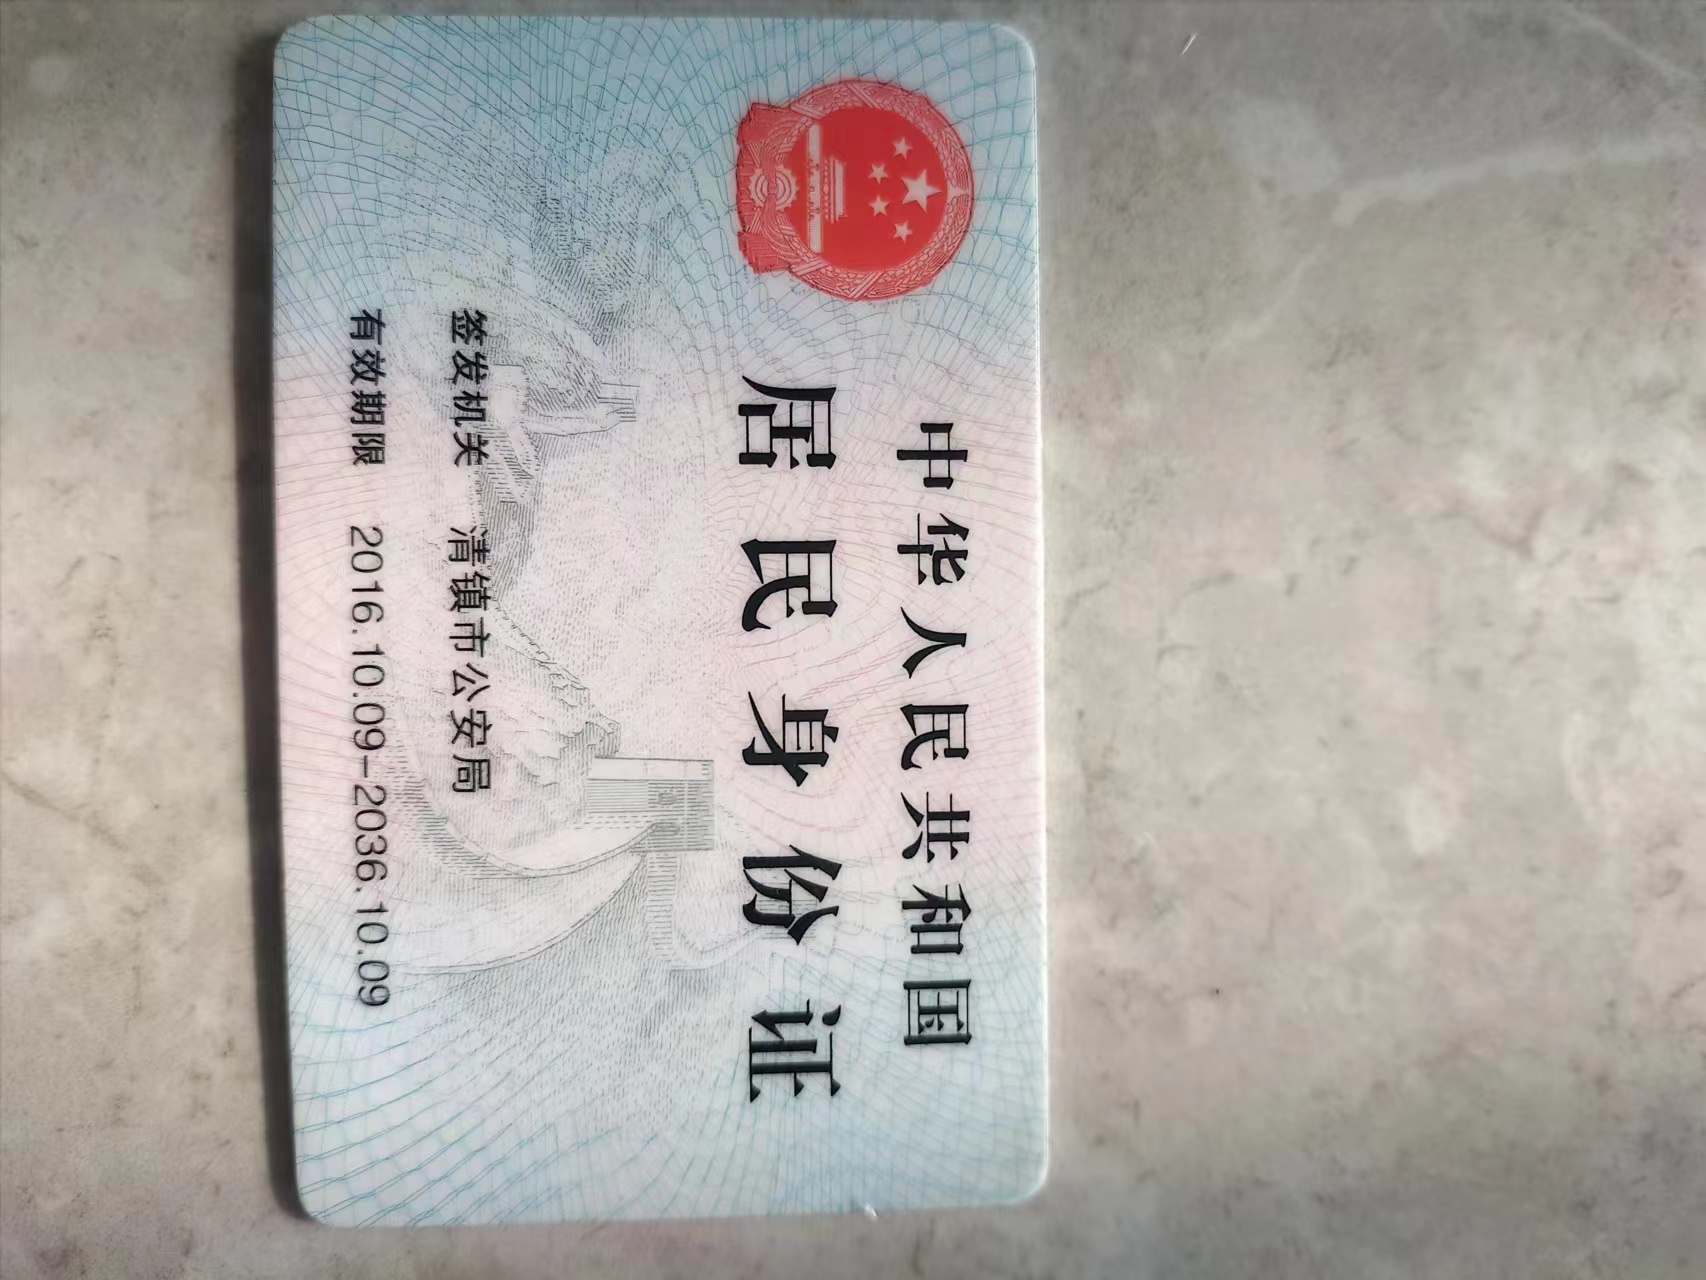 中华人民共和国
居民身份证
签发机关 清镇市公安局
有效期限 2016.10.09-2036.10.09